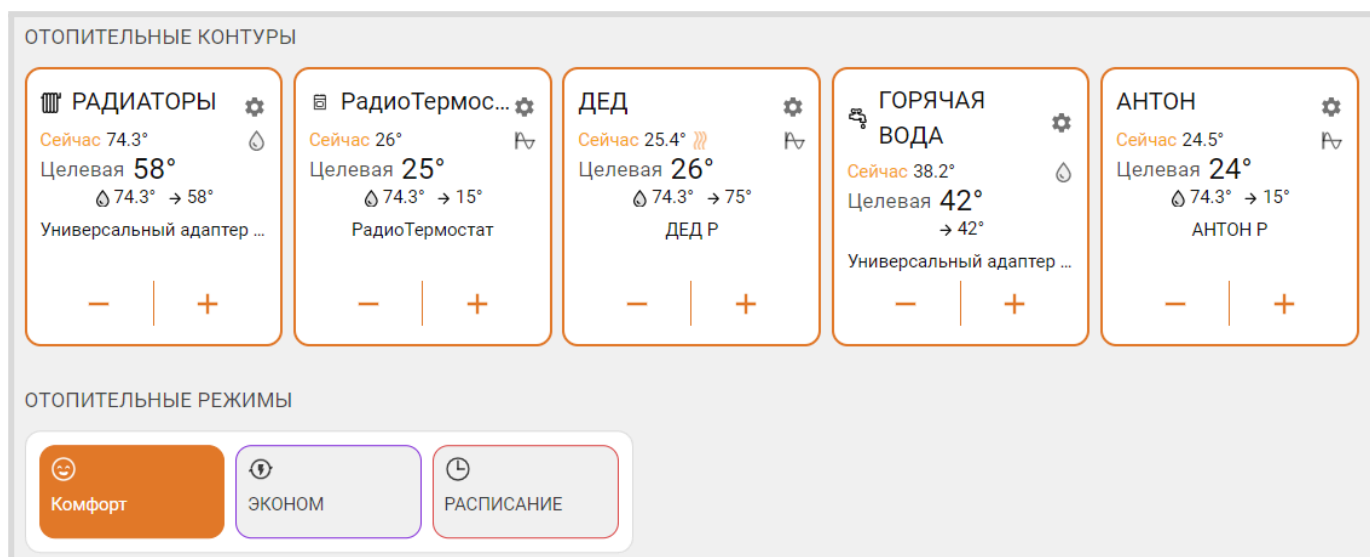 ОТОПИТЕЛЬНЫЕ КОНТУРЫ
РАДИАТОРЫ
Сейчас 74.3°
Целевая 58°
74.3° → 58°
Универсальный адаптер ...
РадиоТермос...
Сейчас 26°
Целевая 25°
74.3° → 15°
РадиоТермостат
ДЕД
Сейчас 25.4°
Целевая 26°
74.3° → 75°
ДЕД Р
ГОРЯЧАЯ
ВОДА
Сейчас 38.2°
Целевая 42°
→ 42°
Универсальный адаптер ...
АНТОН
Сейчас 24.5°
Целевая 24°
74.3° → 15°
АНТОН Р
− +
− +
− +
− +
− +
ОТОПИТЕЛЬНЫЕ РЕЖИМЫ
Комфорт
ЭКОНОМ
РАСПИСАНИЕ